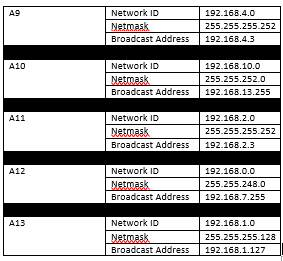 A9 Network ID 192.168.4.0
Netmask 255.255.255.252
Broadcast Address 192.168.4.3
A10 Network ID 192.168.10.0
Netmask 255.255.252.0
Broadcast Address 192.168.13.255
A11 Network ID 192.168.2.0
Netmask 255.255.255.252
Broadcast Address 192.168.2.3
A12 Network ID 192.168.0.0
Netmask 255.255.248.0
Broadcast Address 192.168.7.255
A13 Network ID 192.168.1.0
Netmask 255.255.255.128
Broadcast Address 192.168.1.127